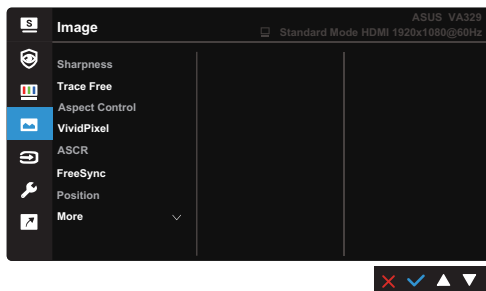 S
Image
ASUS VA329
Standard Mode HDMI 1920x1080@60Hz
Sharpness
Trace Free
Aspect Control
VividPixel
ASCR
FreeSync
Position
More